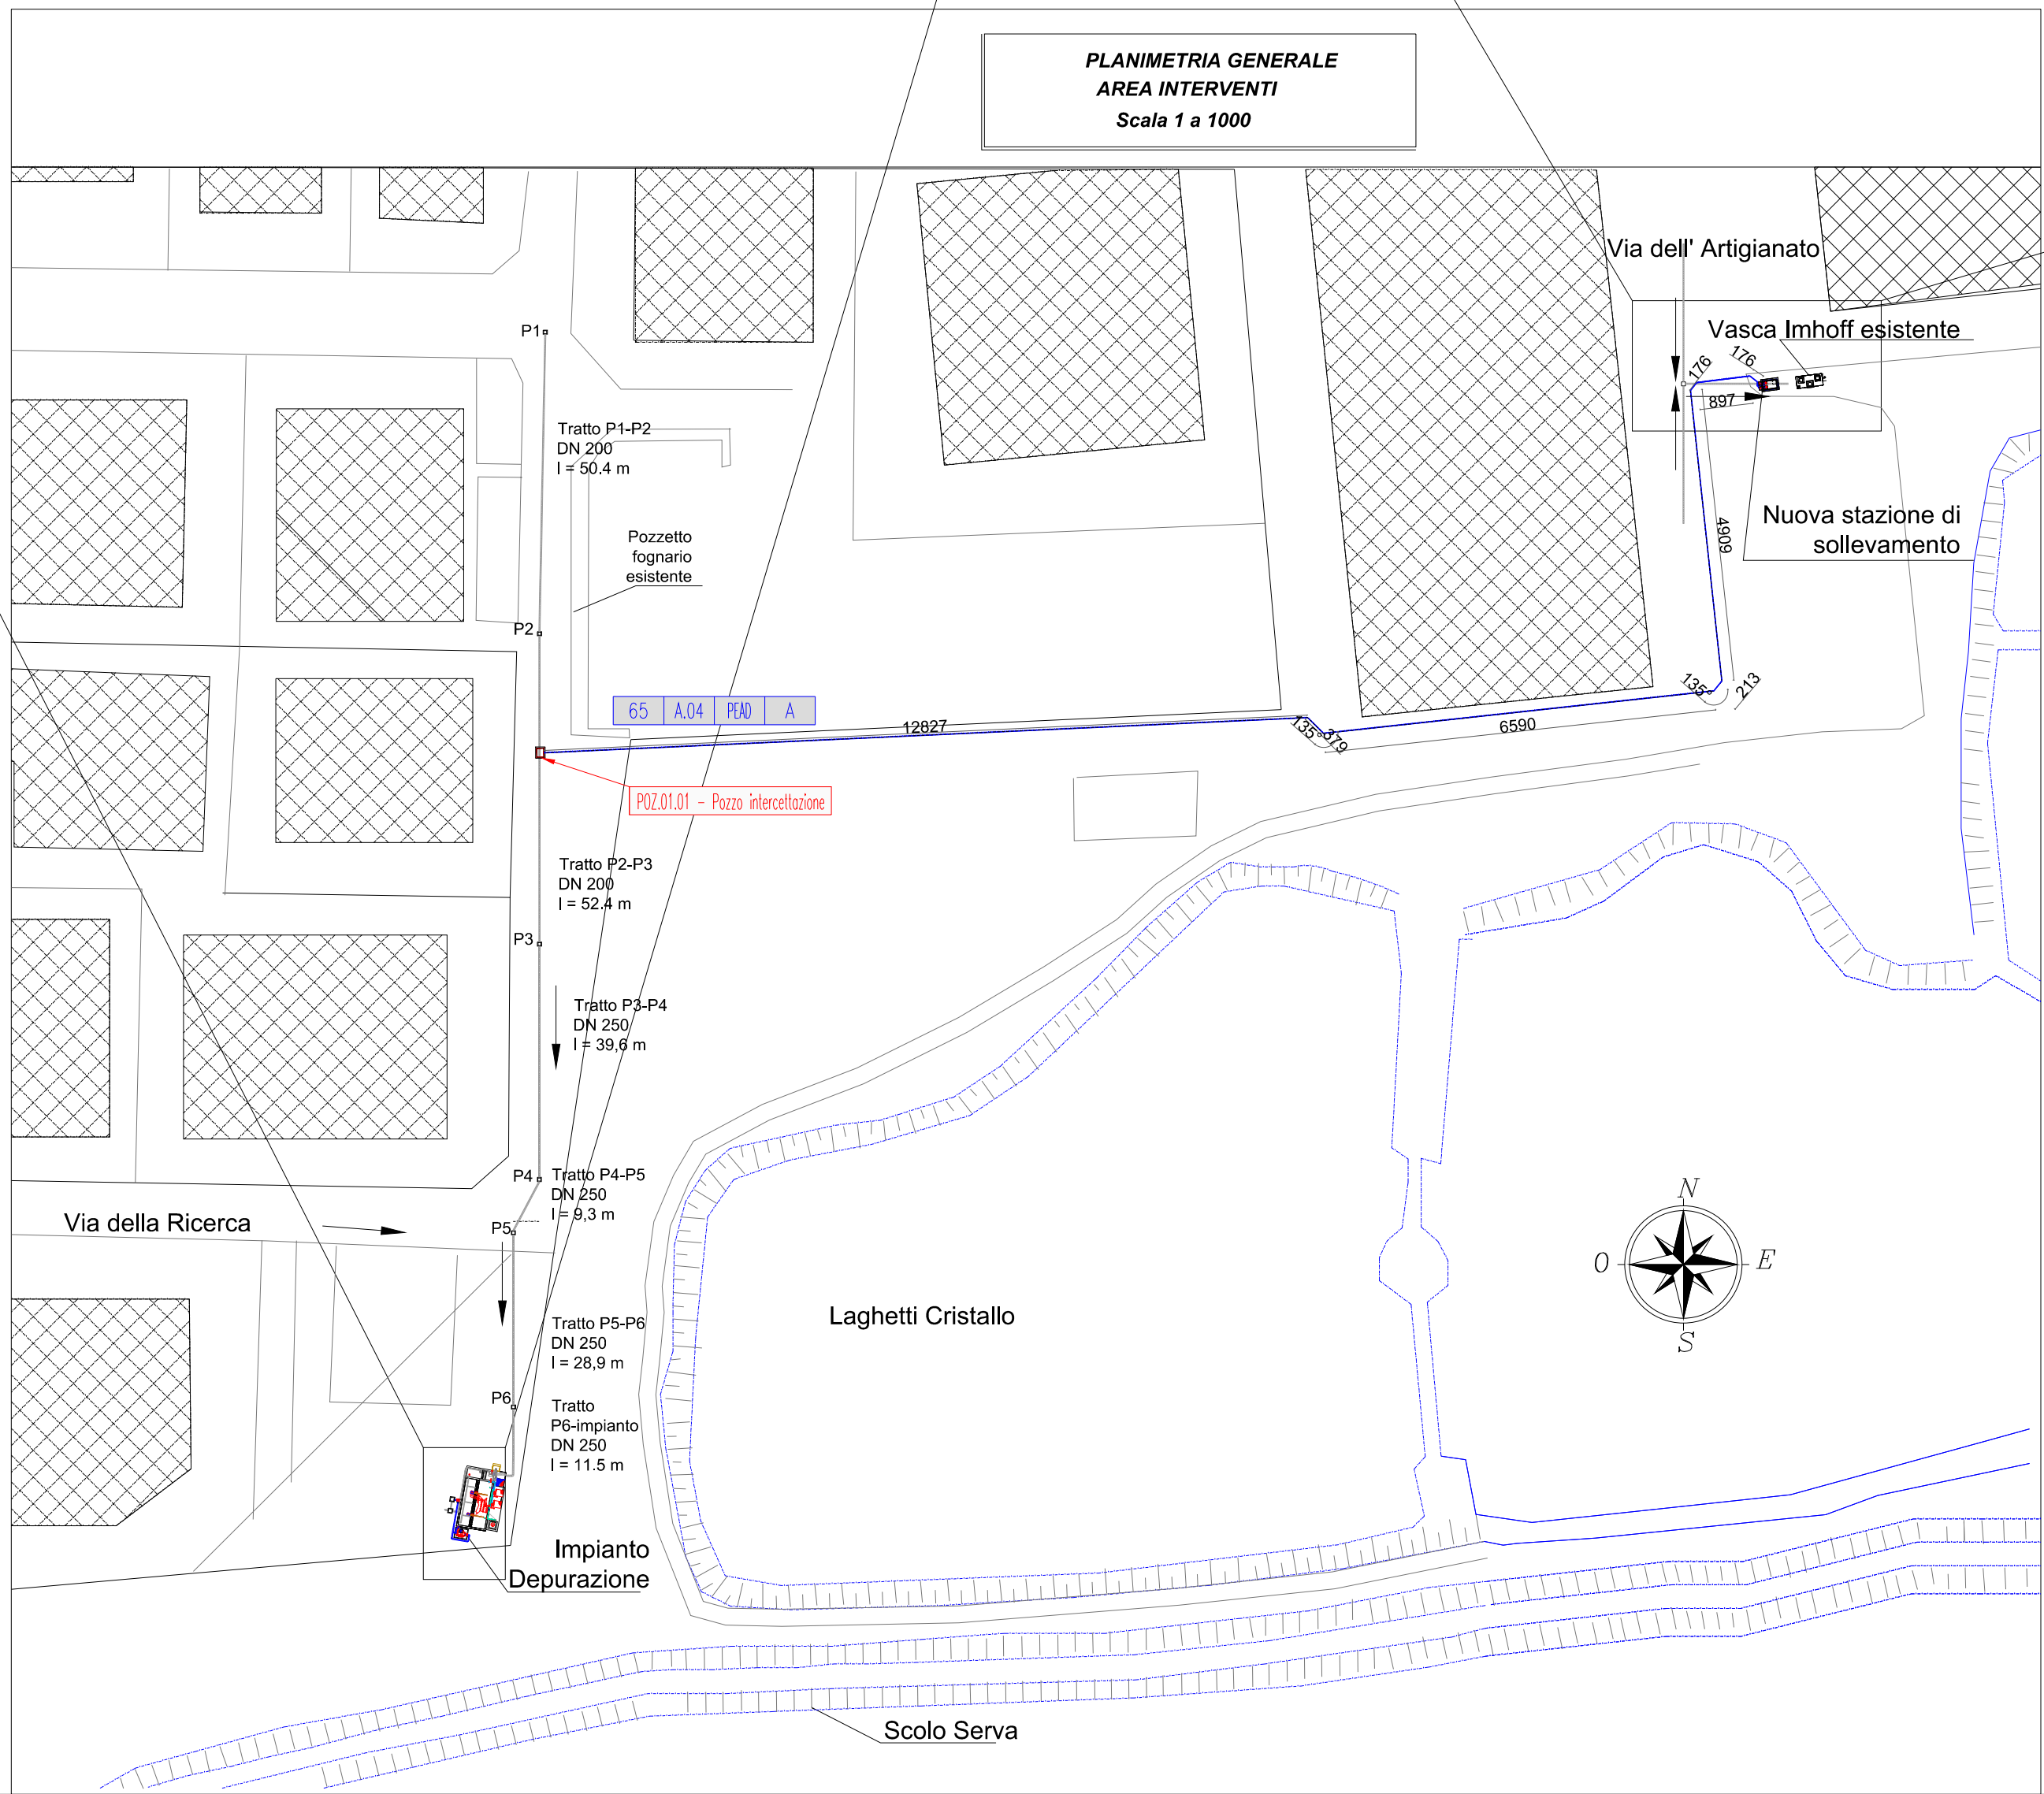 PLANIMETRIA GENERALE
AREA INTERVENTI
Scala 1 a 1000
Via dell' Artigianato
Vasca Imhoff esistente
176
176
897
P1
Tratto P1-P2
DN 200
l = 50.4 m
Nuova stazione di
sollevamento
4909
Pozzetto
fognario
esistente
P2
65 A.04 PEAD A
12827
135°
379
6590
135°
213
POZ.01.01 - Pozzo intercettazione
Tratto P2-P3
DN 200
l = 52.4 m
P3
Tratto P3-P4
DN 250
l = 39,6 m
P4
Tratto P4-P5
DN 250
l = 9,3 m
Via della Ricerca
P5
N
O
E
S
Laghetti Cristallo
Tratto P5-P6
DN 250
l = 28,9 m
P6
Tratto
P6-impianto
DN 250
l = 11.5 m
Impianto
Depurazione
Scolo Serva